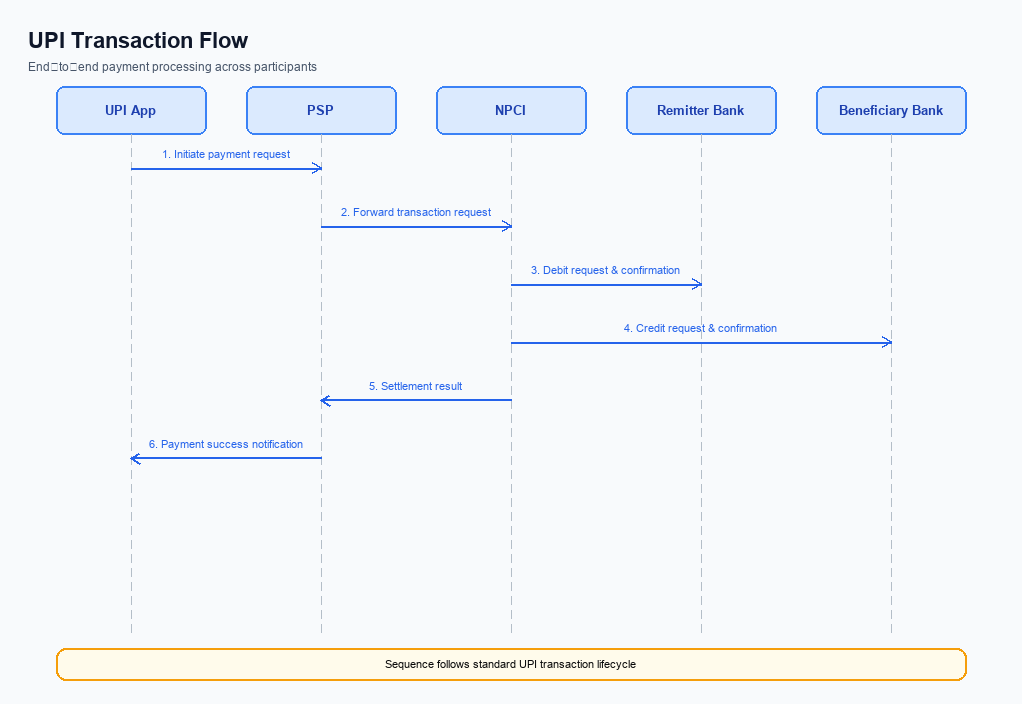 UPI Transaction Flow
End□to□end payment processing across participants
UPI App
PSP
NPCI
Remitter Bank
Beneficiary Bank
1. Initiate payment request
2. Forward transaction request
3. Debit request & confirmation
4. Credit request & confirmation
5. Settlement result
6. Payment success notification
Sequence follows standard UPI transaction lifecycle